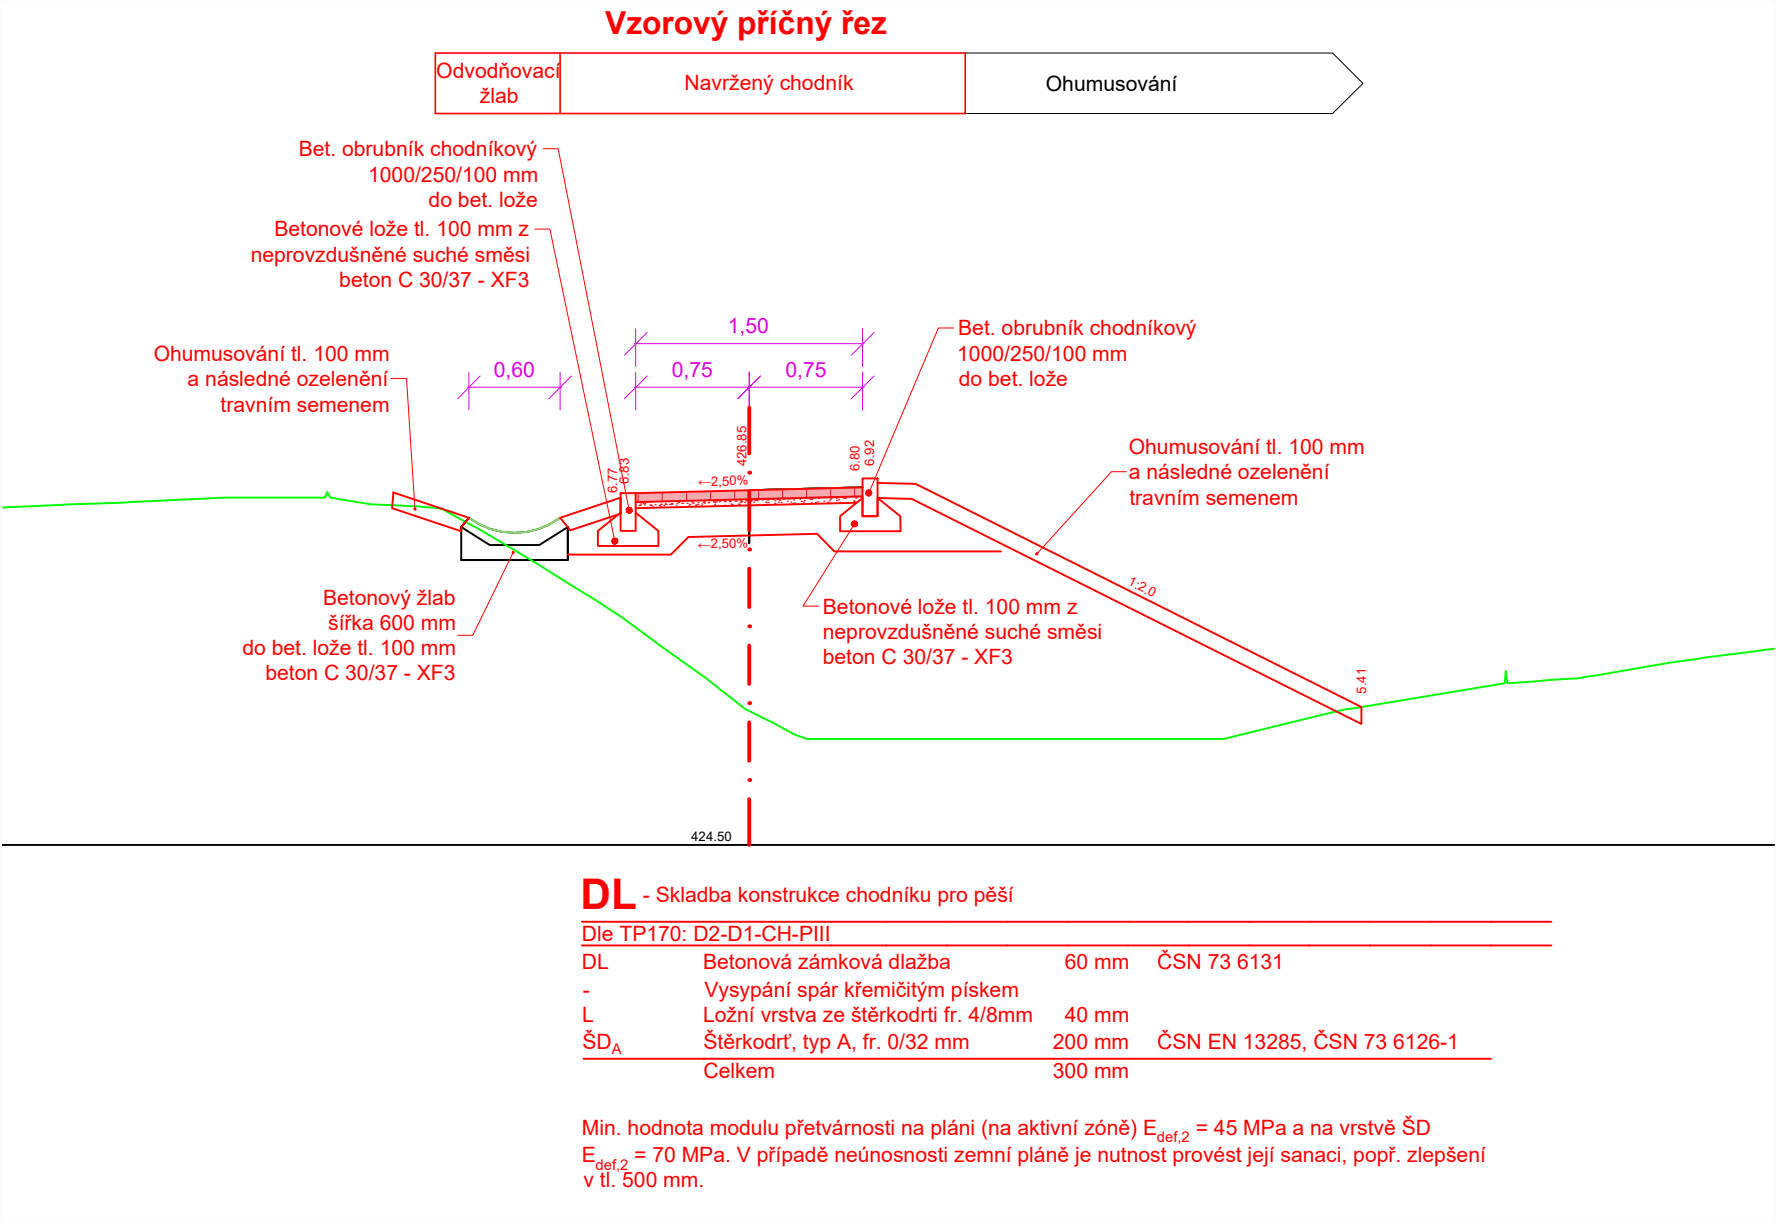 Vzorový příčný řez
Odvodňovací
žlab
Navržený chodník
Ohumusování
Bet. obrubník chodníkový
1000/250/100 mm
do bet. lože
Betonové lože tl. 100 mm z
neprovzdušněné suché směsi
beton C 30/37 - XF3
Ohumusování tl. 100 mm
a následné ozelenění
travním semenem
0,60
1,50
0,75
0,75
Bet. obrubník chodníkový
1000/250/100 mm
do bet. lože
Ohumusování tl. 100 mm
a následné ozelenění
travním semenem
6.77
6.83
426.85
6.80
6.92
←2,50%
←2,50%
1:2.0
5.41
Betonový žlab
šířka 600 mm
do bet. lože tl. 100 mm
beton C 30/37 - XF3
Betonové lože tl. 100 mm z
neprovzdušněné suché směsi
beton C 30/37 - XF3
424.50
DL - Skladba konstrukce chodníku pro pěší
Dle TP170: D2-D1-CH-PIII
DL Betonová zámková dlažba 60 mm ČSN 73 6131
- Vysypání spár křemičitým pískem
L Ložní vrstva ze štěrkodrti fr. 4/8mm 40 mm
ŠDA Štěrkodrť, typ A, fr. 0/32 mm 200 mm ČSN EN 13285, ČSN 73 6126-1
Celkem 300 mm
Min. hodnota modulu přetvárnosti na pláni (na aktivní zóně) Edef,2 = 45 MPa a na vrstvě ŠD
Edef,2 = 70 MPa. V případě neúnosnosti zemní pláně je nutnost provést její sanaci, popř. zlepšení
v tl. 500 mm.